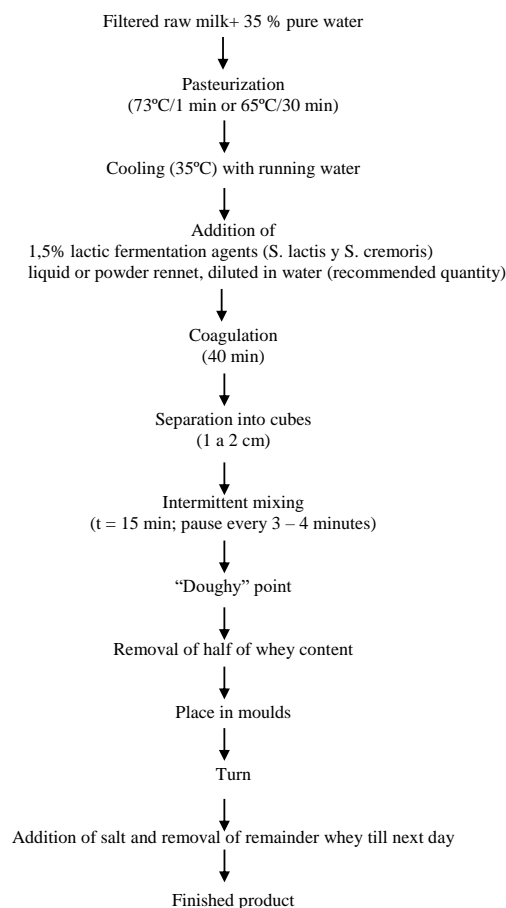 Filtered raw milk+ 35 % pure water
Pasteurization
(73ºC/1 min or 65ºC/30 min)
Cooling (35ºC) with running water
Addition of
1,5% lactic fermentation agents (S. lactis y S. cremoris)
liquid or powder rennet, diluted in water (recommended quantity)
Coagulation
(40 min)
Separation into cubes
(1 a 2 cm)
Intermittent mixing
(t = 15 min; pause every 3 – 4 minutes)
“Doughy” point
Removal of half of whey content
Place in moulds
Turn
Addition of salt and removal of remainder whey till next day
Finished product